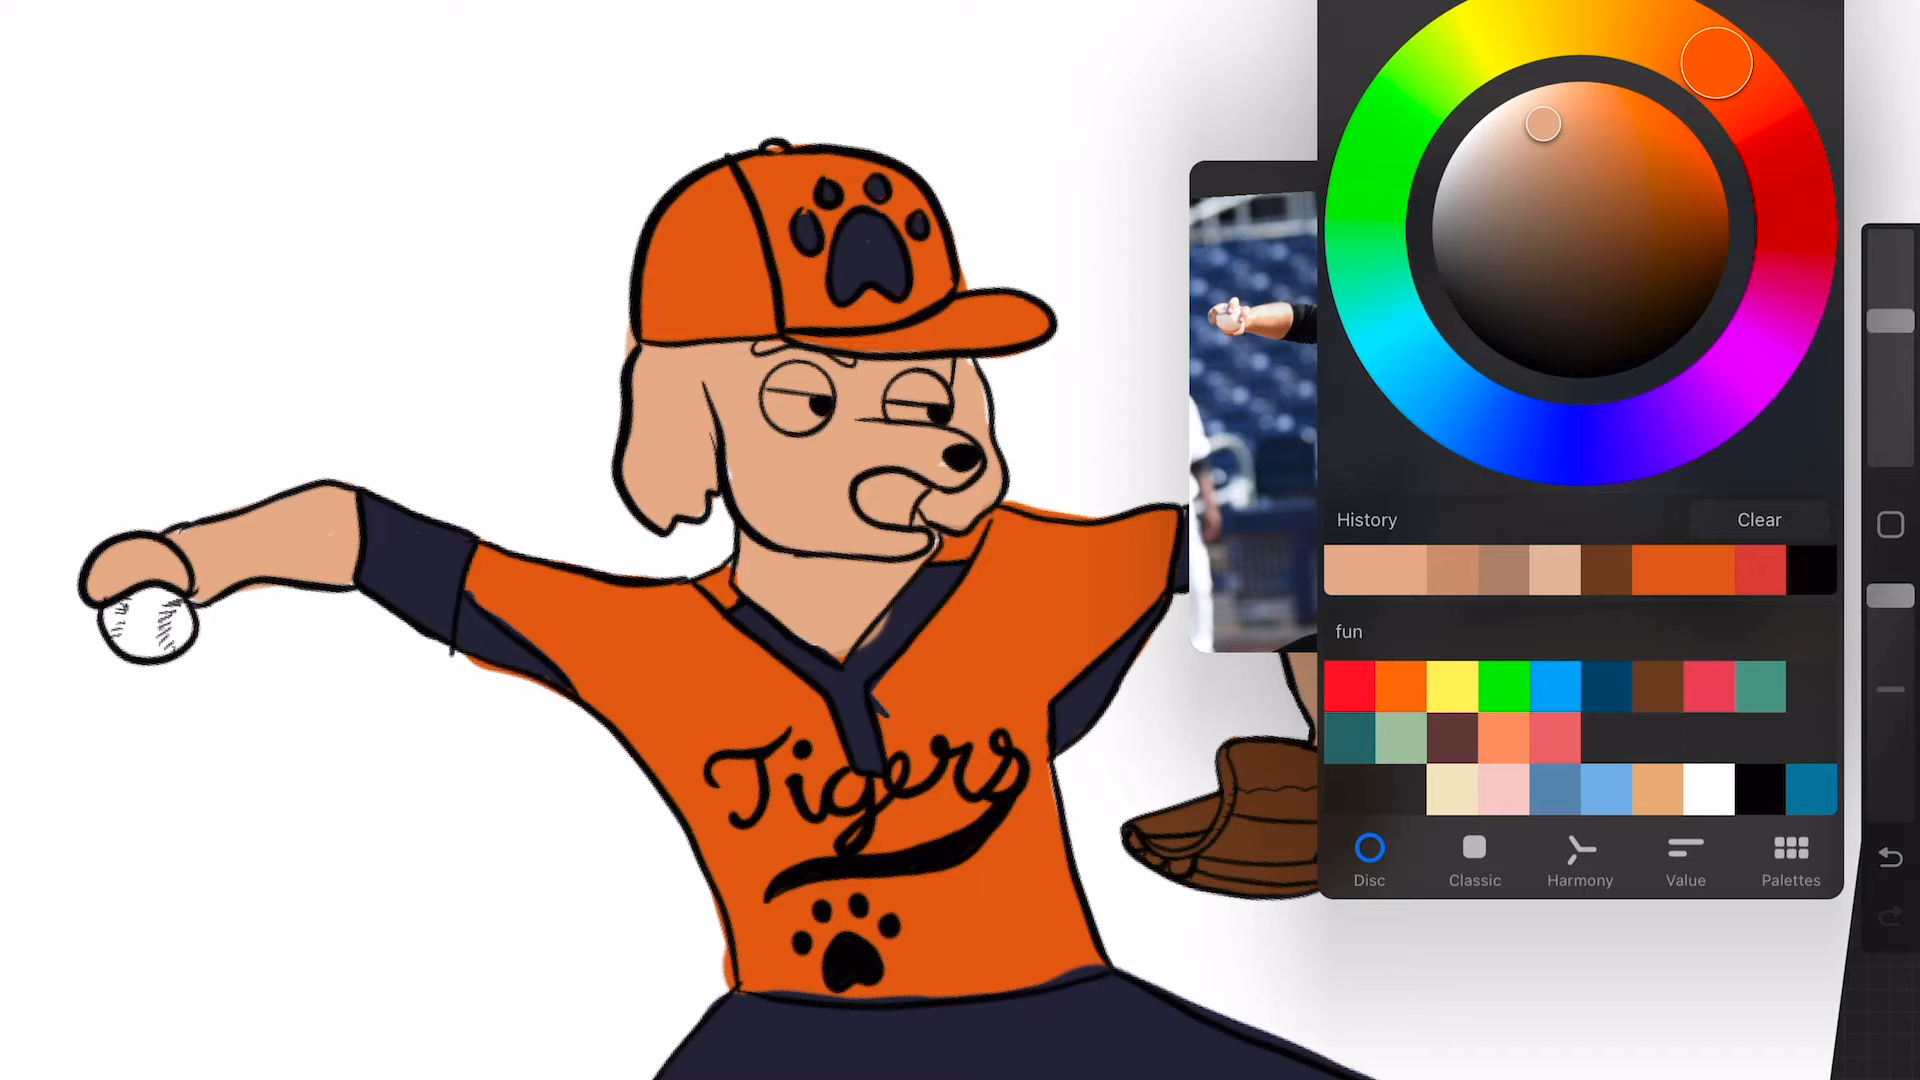 History
Clear
fun
Tigers
Disc
Classic
Harmony
Value
Palettes